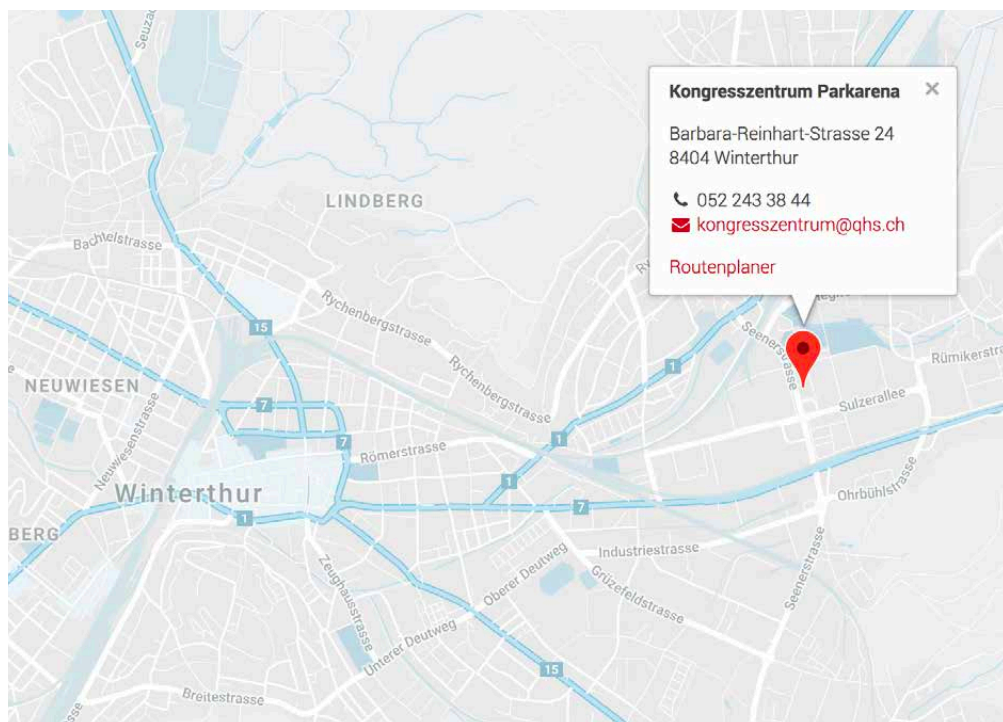 Seuzac
Kongresszentrum Parkarena
Barbara-Reinhart-Strasse 24
8404 Winterthur
052 243 38 44
kongresszentrum@qhs.ch
Routenplaner
LINDBERG
Bachtelstrasse
Rychenbergstrasse
Rychenbergstrasse
Seenerstrasse
15
1
Rümikerstr
NEUWIESEN
Neuwiesenstrasse
7
7
Sulzerallee
Römerstrasse
1
1
Winterthur
1
7
Ohrbühlstrasse
BERG
Industriestrasse
Zeughausstrasse
Oberer Deutweg
Grüzefeldstrasse
Seenerstrasse
Unterer Deutweg
15
Breitestrasse